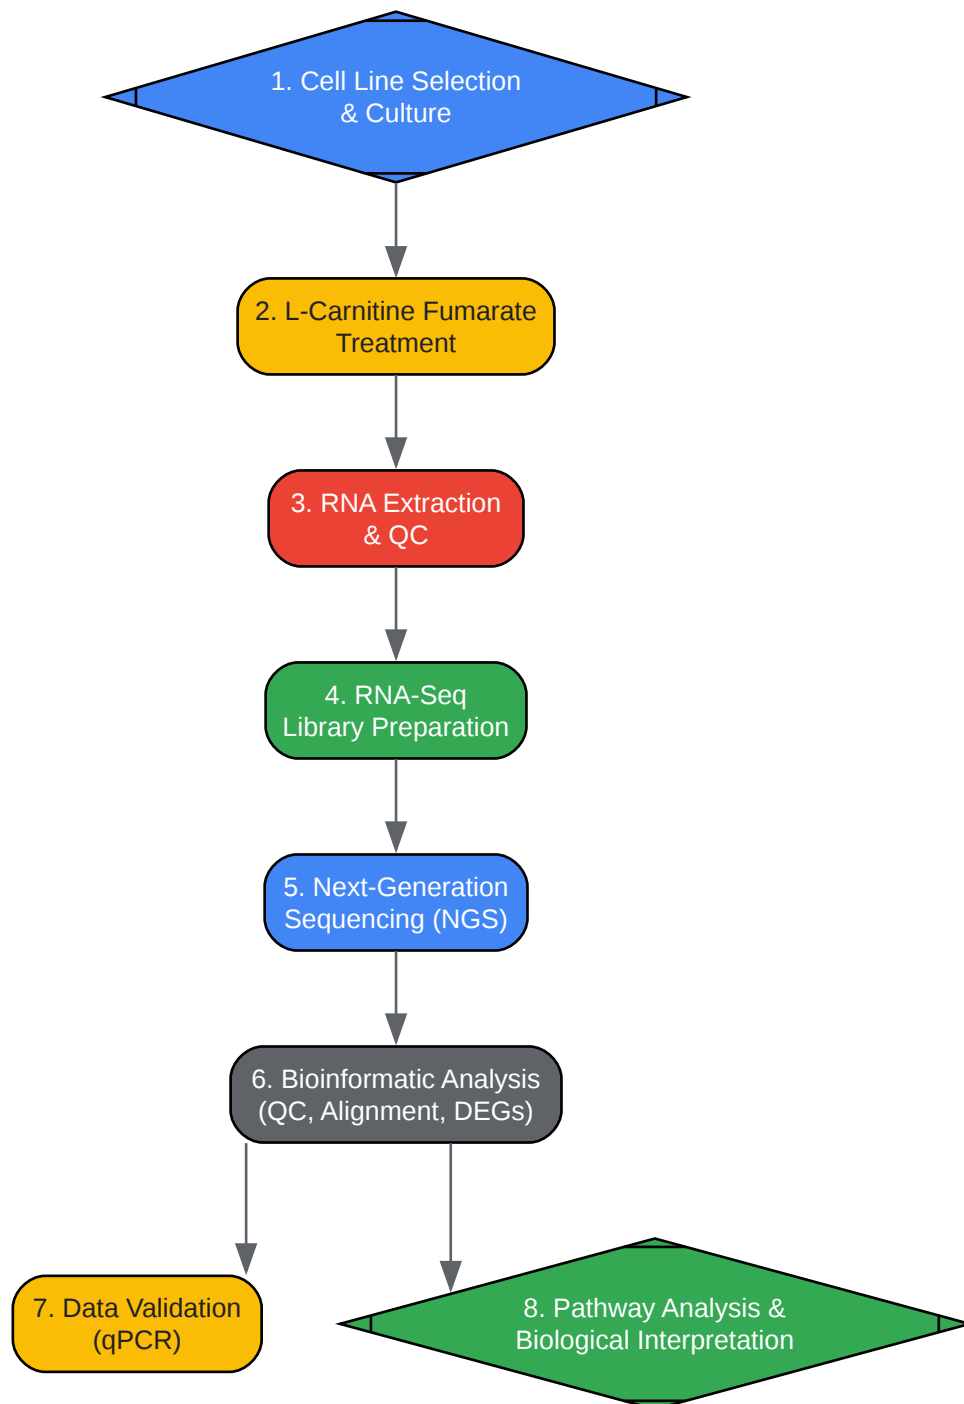 1. Cell Line Selection
& Culture
2. L-Carnitine Fumarate
Treatment
3. RNA Extraction
& QC
4. RNA-Seq
Library Preparation
5. Next-Generation
Sequencing (NGS)
6. Bioinformatic Analysis
(QC, Alignment, DEGs)
7. Data Validation
(qPCR)
8. Pathway Analysis &
Biological Interpretation